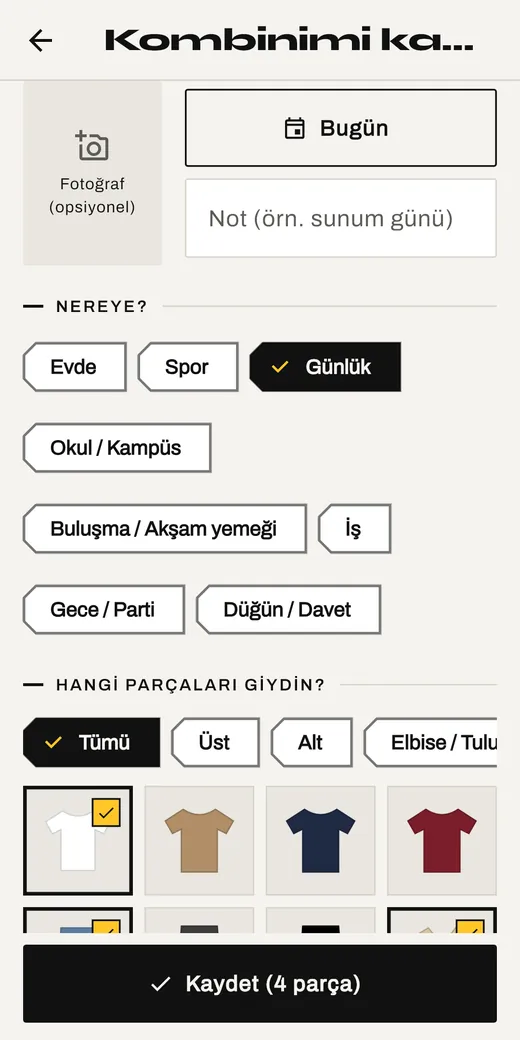 Kombinimi ka...
Bugün
Fotoğraf
(opsiyonel)
Not (örn. sunum günü)
NEREYE?
Evde
Spor
Günlük
Okul / Kampüs
Buluşma / Akşam yemeği
İş
Gece / Parti
Düğün / Davet
HANGİ PARÇALARI GİYDİN?
Tümü
Üst
Alt
Elbise / Tulu
Kaydet (4 parça)